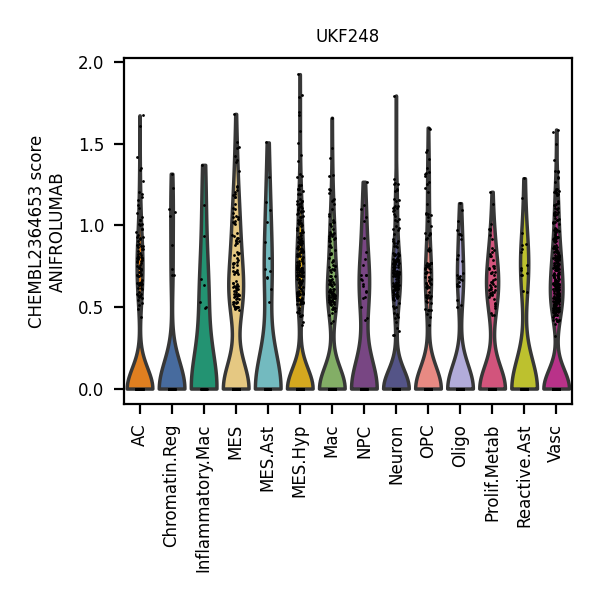 UKF248
CHEMBL2364653 score
ANIFROLUMAB
2.0
1.5
1.0
0.5
0.0
AC
Chromatin.Reg
Inflammatory.Mac
MES
MES.Ast
MES.Hyp
Mac
NPC
Neuron
OPC
Oligo
Prolif.Metab
Reactive.Ast
Vasc